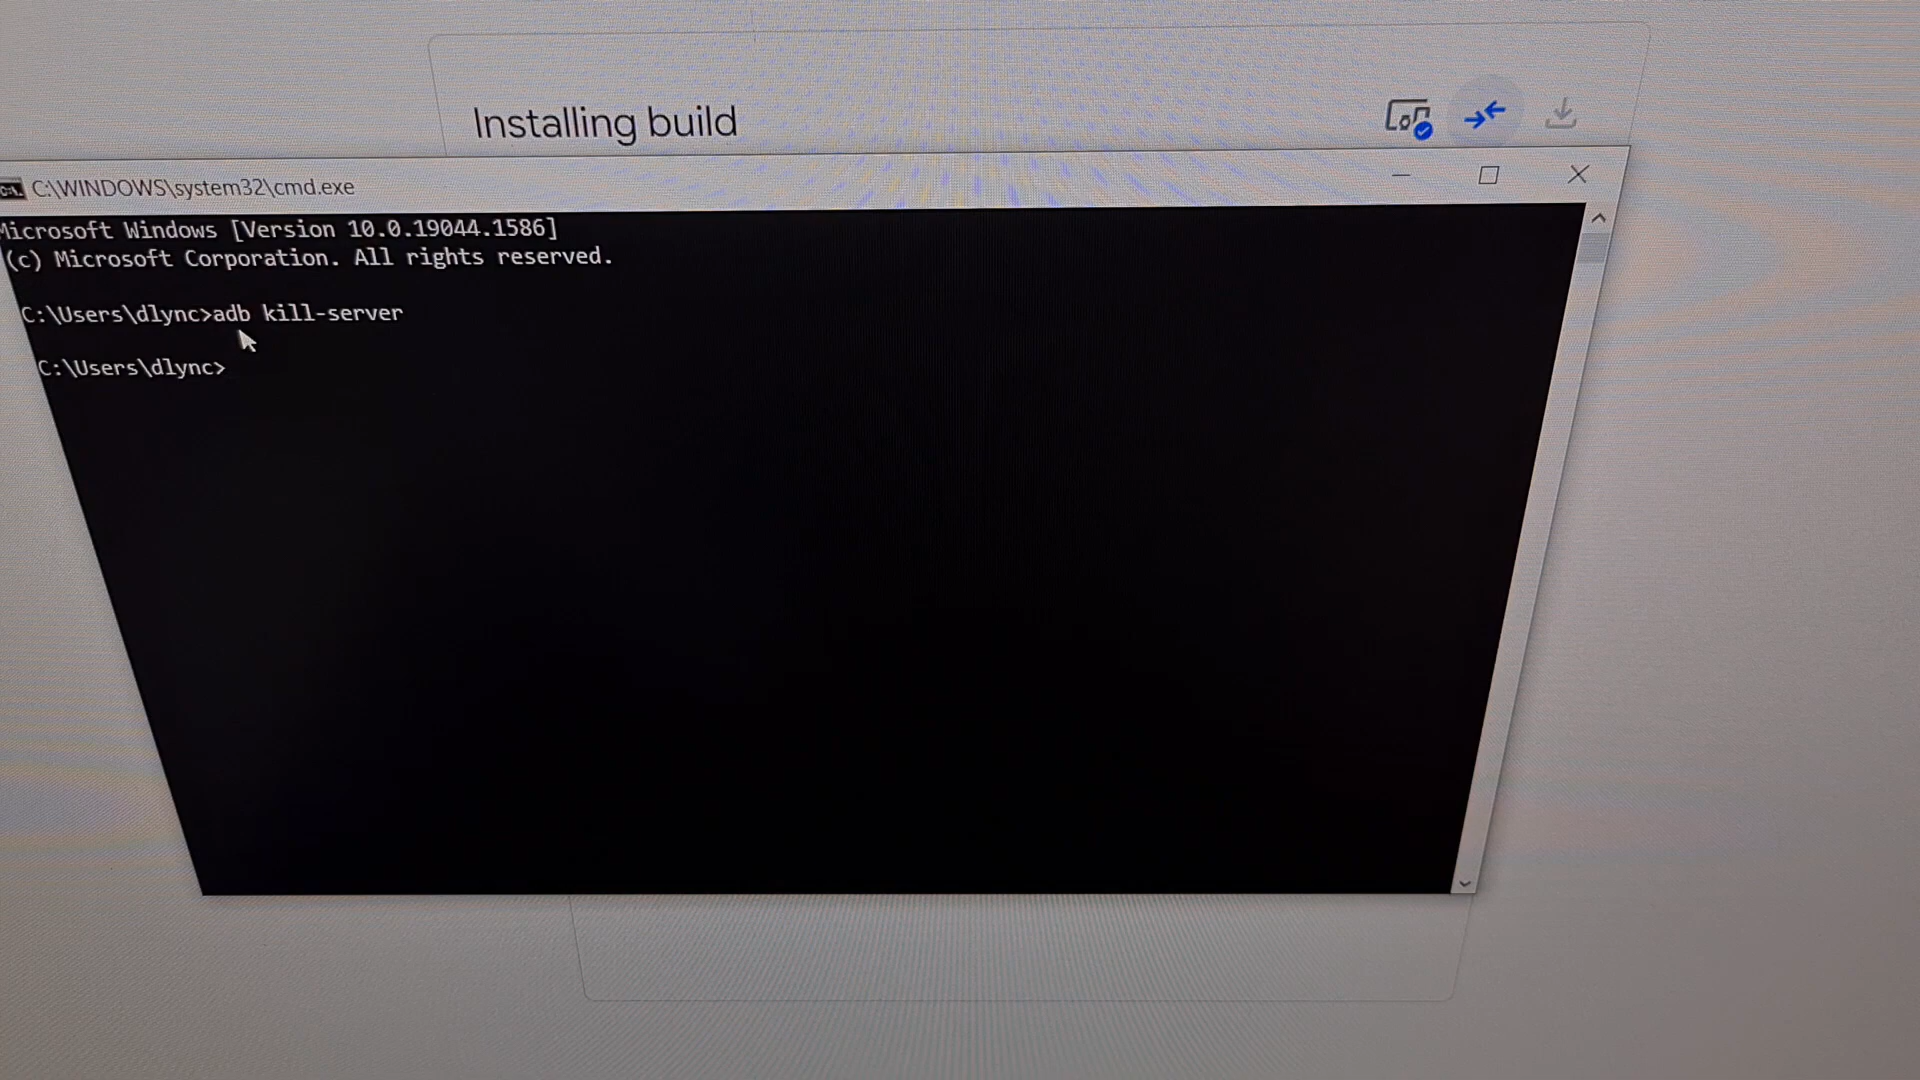 Installing build
C:\WINDOWS\system32\cmd.exe
Microsoft Windows [Version 10.0.19044.1586]
(c) Microsoft Corporation. All rights reserved.
C:\Users\dlync>adb kill-server
C:\Users\dlync>